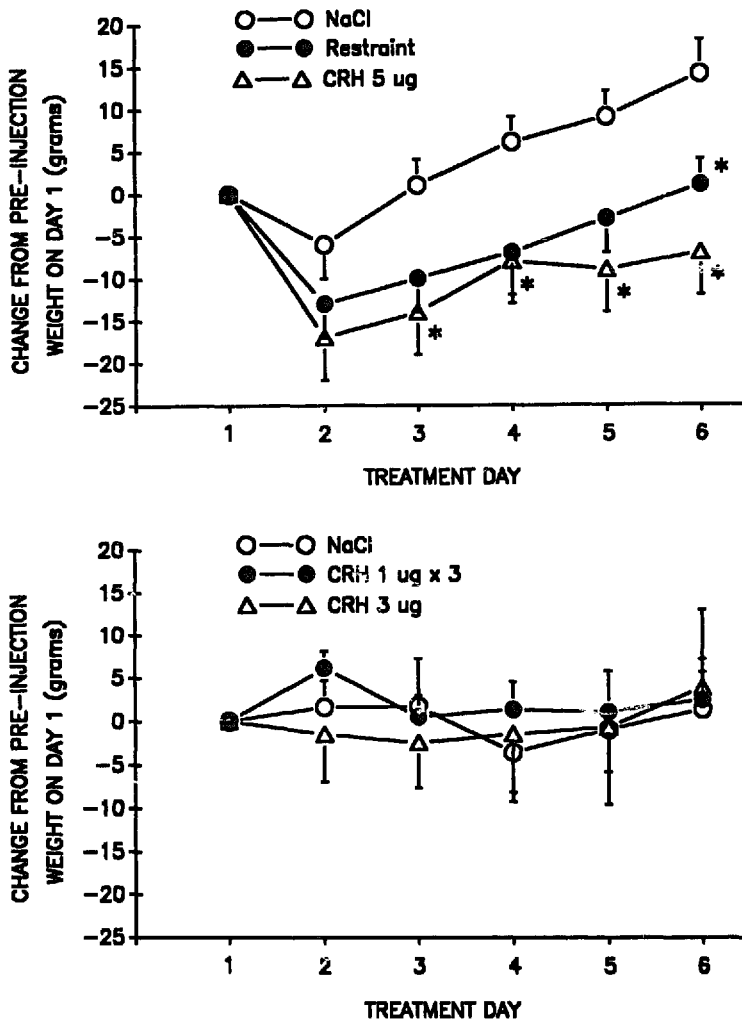 NaCl
Restraint
CRH 5 ug
CHANGE FROM PRE-INJECTION
WEIGHT ON DAY 1 (grams)
20
15
10
5
0
-5
-10
-15
-20
-25
*
*
*
*
*
1 2 3 4 5 6
TREATMENT DAY
NaCl
CRH 1 ug x 3
CRH 3 ug
CHANGE FROM PRE-INJECTION
WEIGHT ON DAY 1 (grams)
20
15
10
5
0
-5
-10
-15
-20
-25
1 2 3 4 5 6
TREATMENT DAY